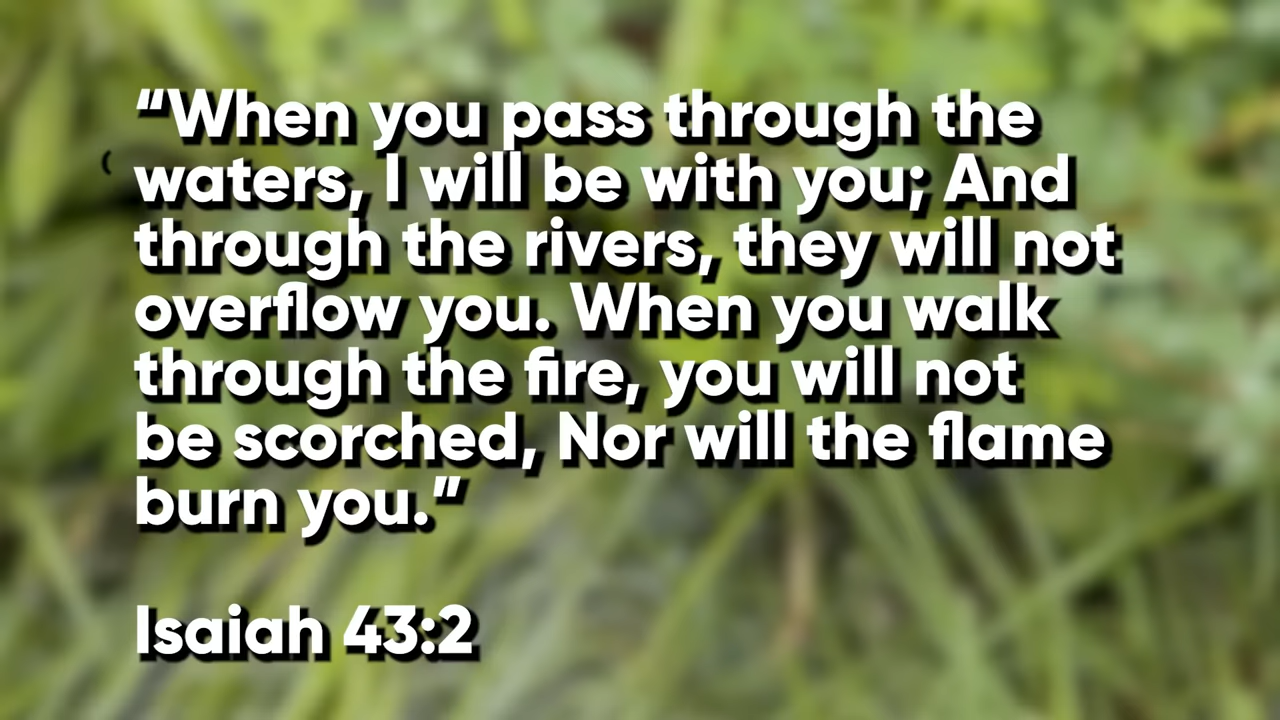 “When you pass through the
waters, I will be with you; And
through the rivers, they will not
overflow you. When you walk
through the fire, you will not
be scorched, Nor will the flame
burn you.”
Isaiah 43:2